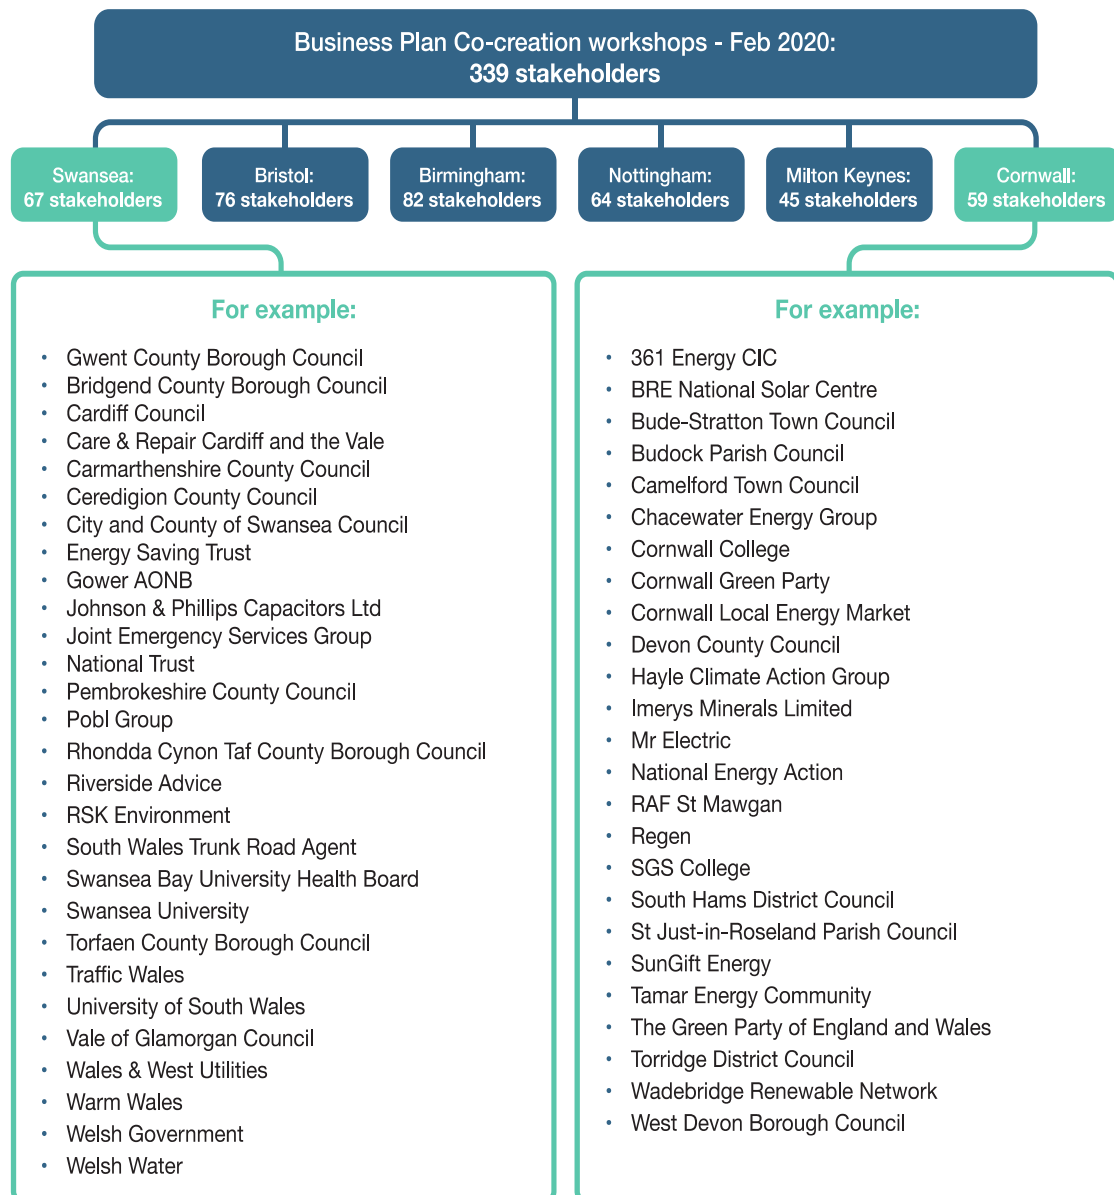 Business Plan Co-creation workshops - Feb 2020:
339 stakeholders
Swansea:
67 stakeholders
Bristol:
76 stakeholders
Birmingham:
82 stakeholders
Nottingham:
64 stakeholders
Milton Keynes:
45 stakeholders
Cornwall:
59 stakeholders
For example:
• Gwent County Borough Council
• Bridgend County Borough Council
• Cardiff Council
• Care & Repair Cardiff and the Vale
• Carmarthenshire County Council
• Ceredigion County Council
• City and County of Swansea Council
• Energy Saving Trust
• Gower AONB
• Johnson & Phillips Capacitors Ltd
• Joint Emergency Services Group
• National Trust
• Pembrokeshire County Council
• Pobl Group
• Rhondda Cynon Taf County Borough Council
• Riverside Advice
• RSK Environment
• South Wales Trunk Road Agent
• Swansea Bay University Health Board
• Swansea University
• Torfaen County Borough Council
• Traffic Wales
• University of South Wales
• Vale of Glamorgan Council
• Wales & West Utilities
• Warm Wales
• Welsh Government
• Welsh Water
For example:
• 361 Energy CIC
• BRE National Solar Centre
• Bude-Stratton Town Council
• Budock Parish Council
• Camelford Town Council
• Chacewater Energy Group
• Cornwall College
• Cornwall Green Party
• Cornwall Local Energy Market
• Devon County Council
• Hayle Climate Action Group
• Imerys Minerals Limited
• Mr Electric
• National Energy Action
• RAF St Mawgan
• Regen
• SGS College
• South Hams District Council
• St Just-in-Roseland Parish Council
• SunGift Energy
• Tamar Energy Community
• The Green Party of England and Wales
• Torridge District Council
• Wadebridge Renewable Network
• West Devon Borough Council